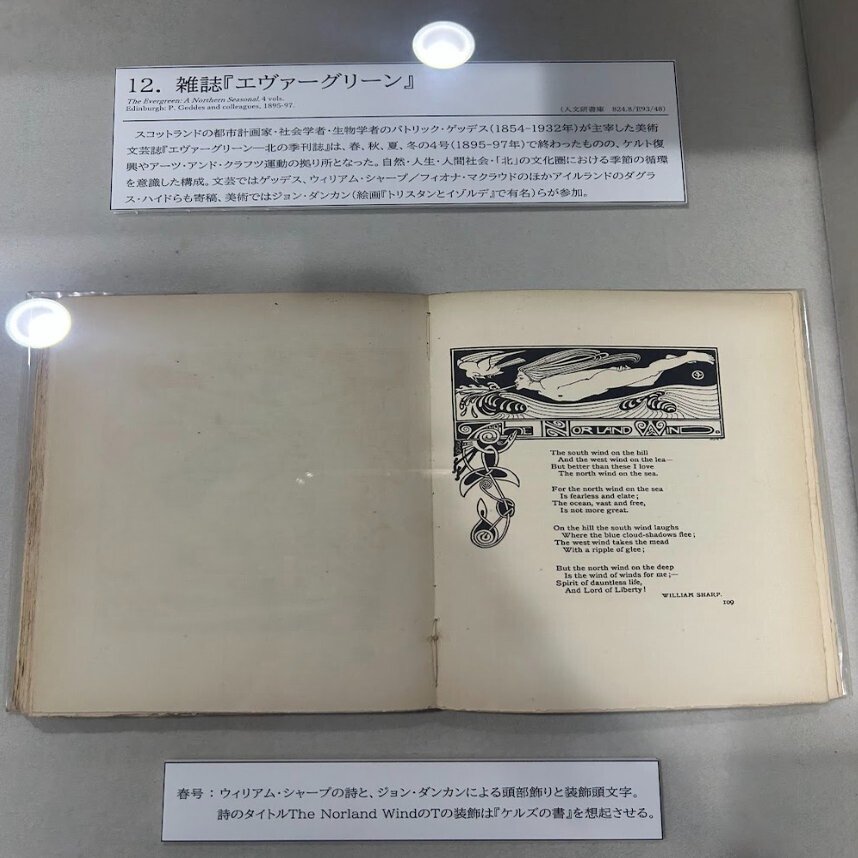 12. 雑誌『エヴァーグリーン』
The Evergreen: A Northern Seasonal, 4 vols.
Edinburgh: P. Geddes and colleagues, 1895-97.
(人文研書庫 824.8/E93/48)
スコットランドの都市計画家・社会学者・生物学者のパトリック・ゲッデス(1854-1932年)が主宰した美術
文芸誌『エヴァーグリーン―北の季刊誌』は、春、秋、夏、冬の4号(1895-97年)で終わったものの、ケルト復
興やアーツ・アンド・クラフツ運動の拠り所となった。自然・人生・人間社会・「北」の文化圏における季節の循環
を意識した構成。文芸ではゲッデス、ウィリアム・シャープ/フィオナ・マクラウドのほかアイルランドのダグラ
ス・ハイドらも寄稿、美術ではジョン・ダンカン(絵画『トリスタンとイゾルデ』で有名)らが参加。
THE NORLAND WIND
The south wind on the hill
And the west wind on the lea—
But better than these I love
The north wind on the sea.
For the north wind on the sea
Is fearless and elate;
The ocean, vast and free,
Is not more great.
On the hill the south wind laughs
Where the blue cloud-shadows flee;
The west wind takes the mead
With a ripple of glee;
But the north wind on the deep
Is the wind of winds for me;—
Spirit of dauntless life,
And Lord of Liberty!
WILLIAM SHARP.
109
春号:ウィリアム・シャープの詩と、ジョン・ダンカンによる頭部飾りと装飾頭文字。
詩のタイトルThe Norland WindのTの装飾は『ケルズの書』を想起させる。